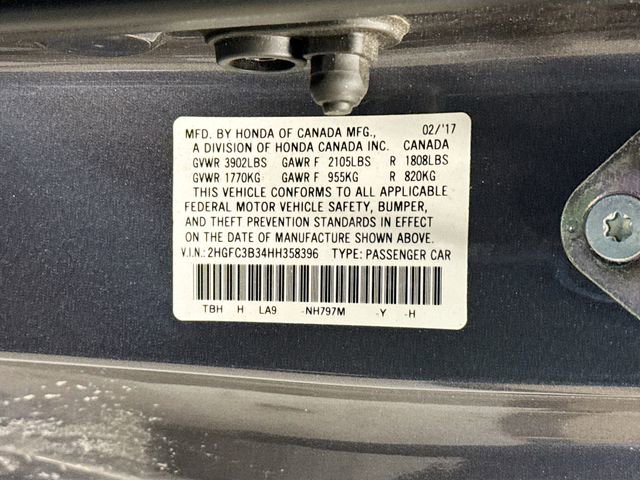 MFD. BY HONDA OF CANADA MFG., 02/'17
A DIVISION OF HONDA CANADA INC. CANADA
GVWR 3902LBS GAWR F 2105LBS R 1808LBS
GVWR 1770KG GAWR F 955KG R 820KG
THIS VEHICLE CONFORMS TO ALL APPLICABLE
FEDERAL MOTOR VEHICLE SAFETY, BUMPER,
AND THEFT PREVENTION STANDARDS IN EFFECT
ON THE DATE OF MANUFACTURE SHOWN ABOVE.
V.I.N.: 2HGFC3B34HH358396 TYPE: PASSENGER CAR
TBH H LA9 -NH797M -Y -H